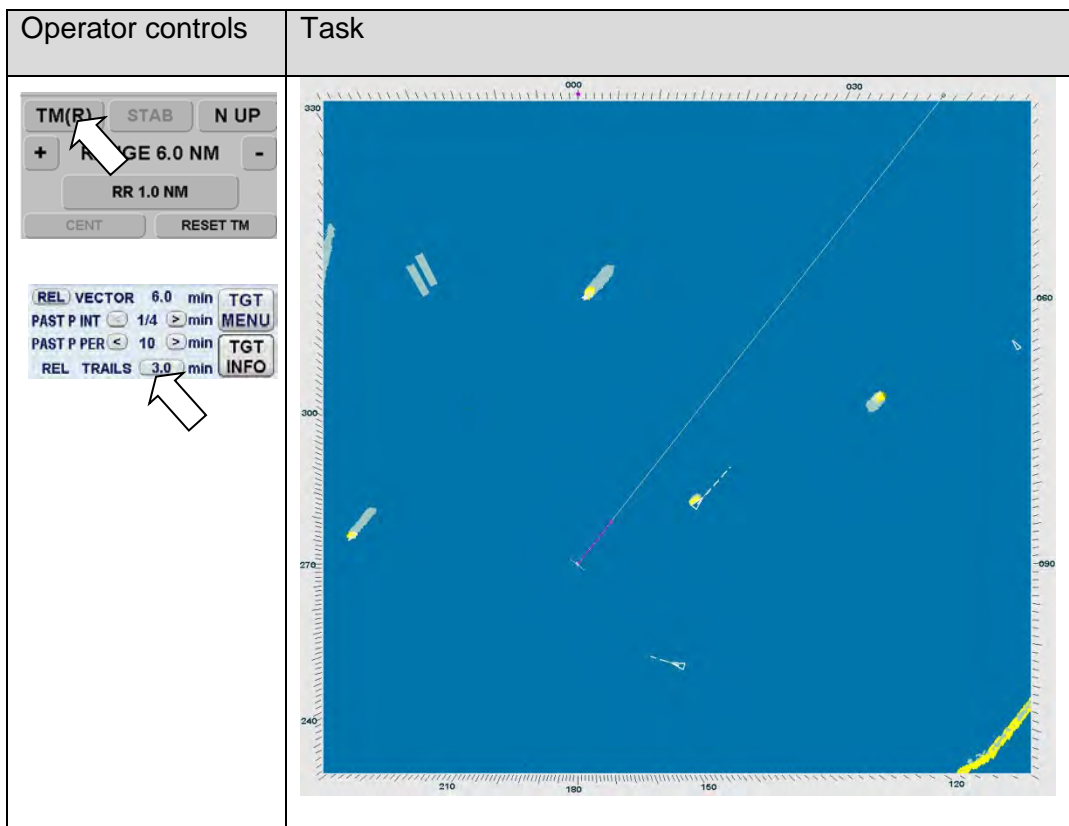 Operator controls
Task
TM(R) STAB N UP
+ GE 6.0 NM -
RR 1.0 NM
CENT RESET TM
REL VECTOR 6.0 min TGT
PAST P INT < 1/4 > min MENU
PAST P PER < 10 > min TGT
REL TRAILS 3.0 min INFO
000
330
030
060
300
270
090
240
210
180
150
120